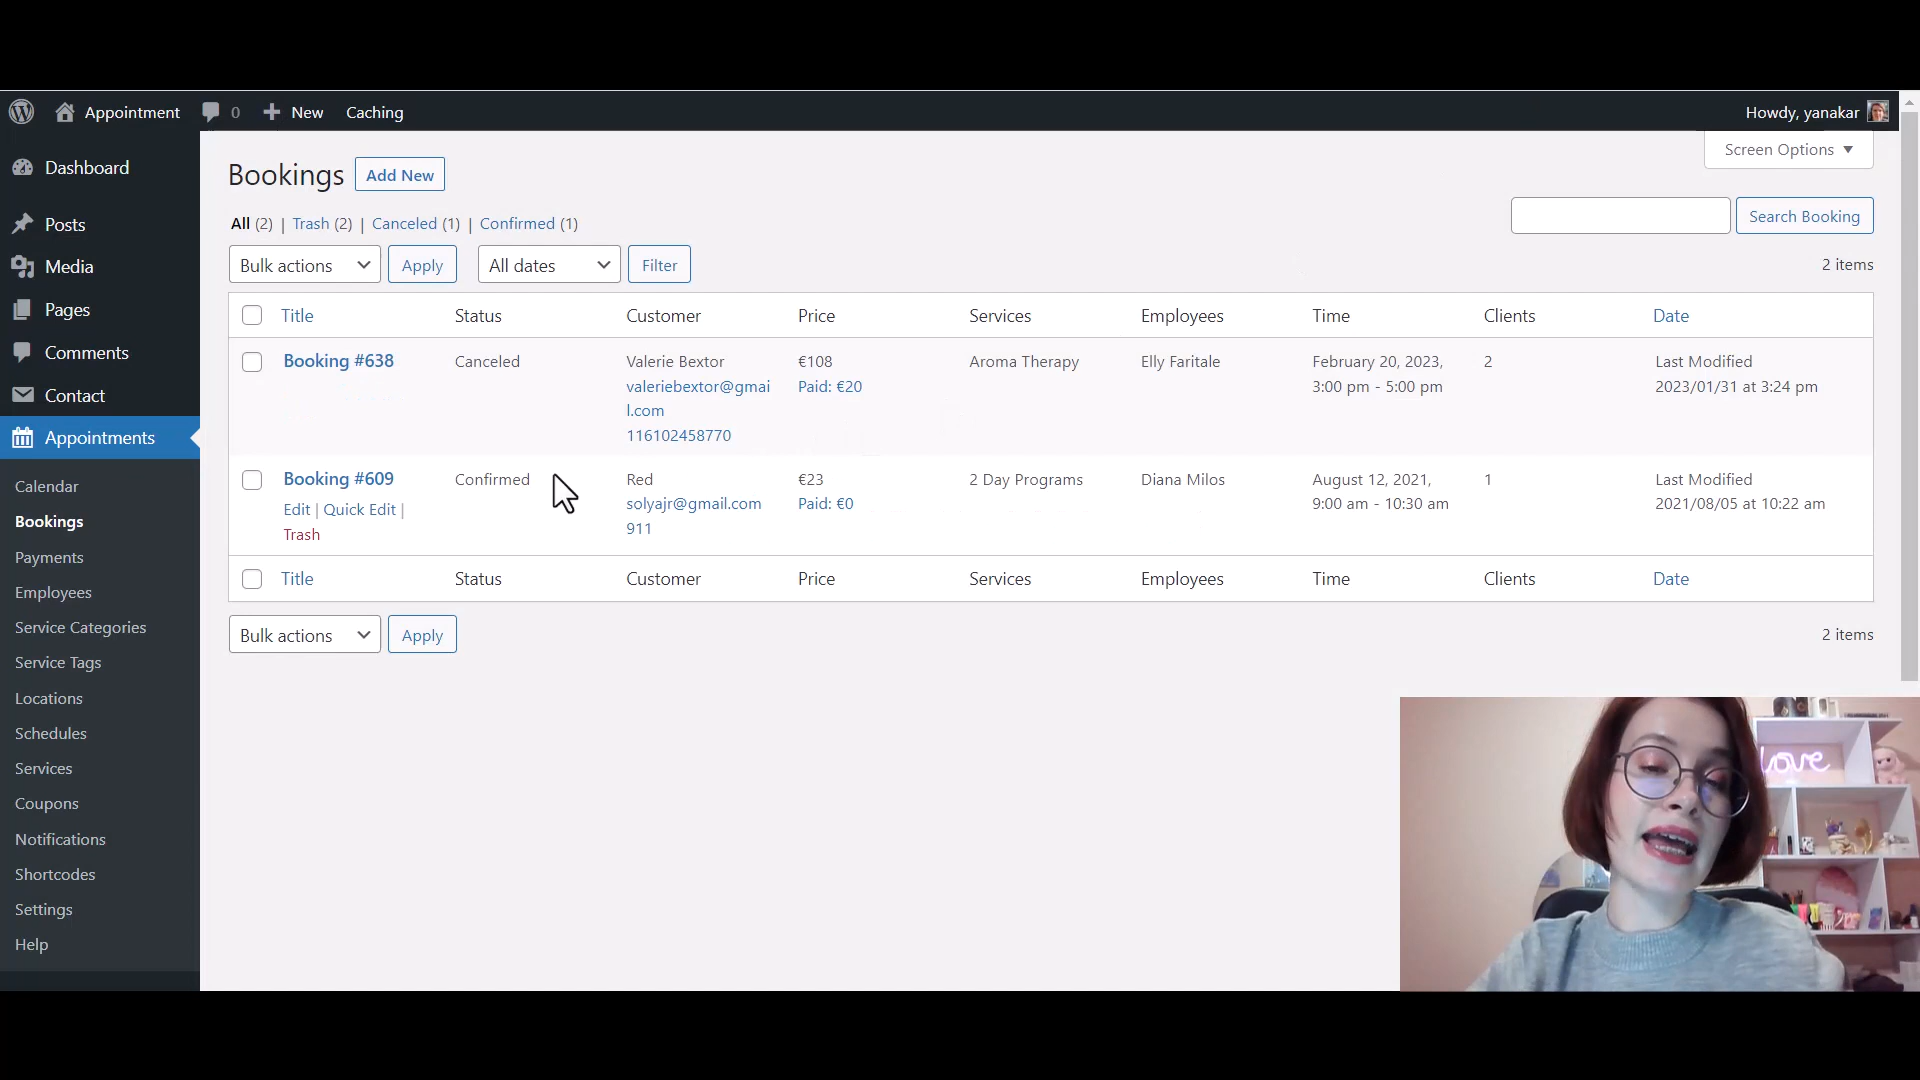 Appointment 0 New Caching Howdy, yanakar
Screen Options
Dashboard
Posts
Media
Pages
Comments
Contact
Appointments
Calendar
Bookings
Payments
Employees
Service Categories
Service Tags
Locations
Schedules
Services
Coupons
Notifications
Shortcodes
Settings
Help
Bookings Add New
All (2) | Trash (2) | Canceled (1) | Confirmed (1)
Search Booking
Bulk actions Apply All dates Filter 2 items
Title Status Customer Price Services Employees Time Clients Date
Booking #638 Canceled Valerie Bextor €108 Aroma Therapy Elly Faritale February 20, 2023, 2 Last Modified
valeriebextor@gmai Paid: €20 3:00 pm - 5:00 pm 2023/01/31 at 3:24 pm
l.com
116102458770
Booking #609 Confirmed Red €23 2 Day Programs Diana Milos August 12, 2021, 1 Last Modified
Edit | Quick Edit | solyajr@gmail.com Paid: €0 9:00 am - 10:30 am 2021/08/05 at 10:22 am
Trash 911
Title Status Customer Price Services Employees Time Clients Date
Bulk actions Apply 2 items
love